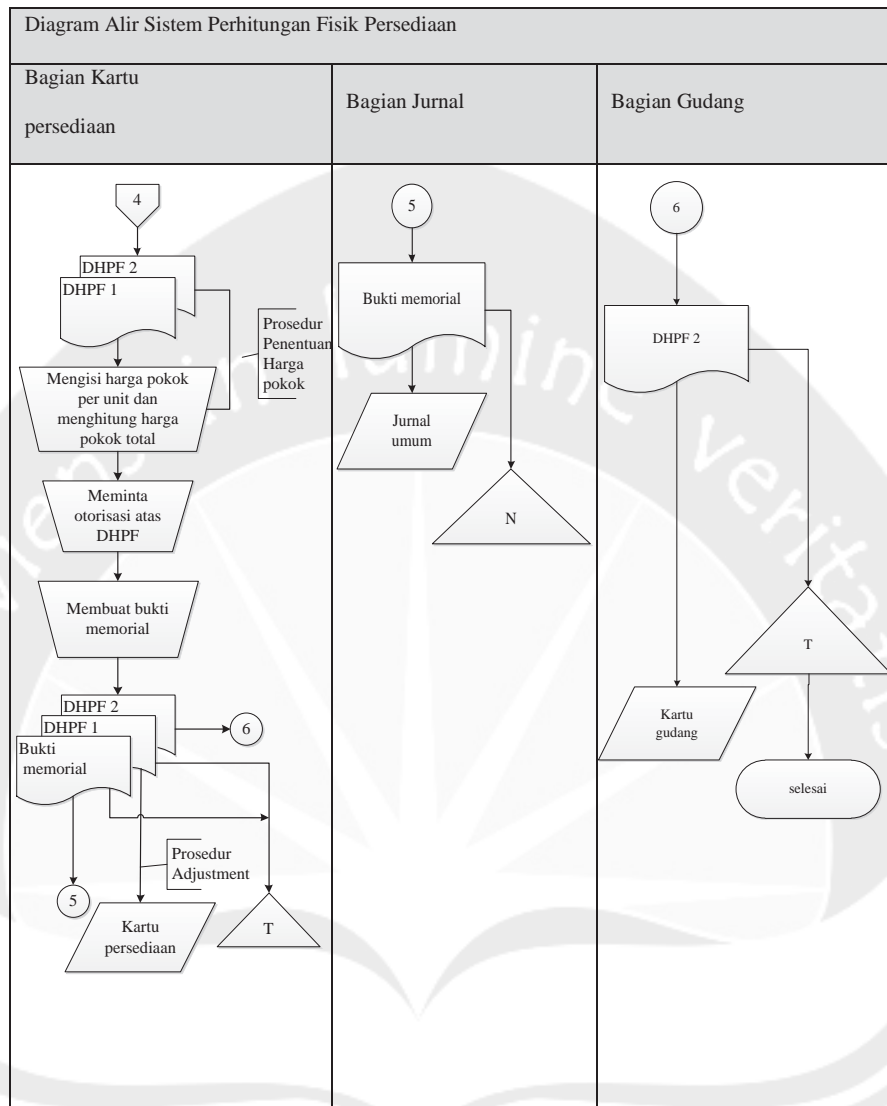 Diagram Alir Sistem Perhitungan Fisik Persediaan
Bagian Kartu
persediaan
Bagian Jurnal
Bagian Gudang
4
DHPF 2
DHPF 1
Prosedur
Penentuan
Harga
pokok
Mengisi harga pokok
per unit dan
menghitung harga
pokok total
Meminta
otorisasi atas
DHPF
Membuat bukti
memorial
DHPF 2
DHPF 1
Bukti
memorial
6
Prosedur
Adjustment
5
Kartu
persediaan
T
5
Bukti memorial
Jurnal
umum
N
6
DHPF 2
T
Kartu
gudang
selesai
in lumine veritatis